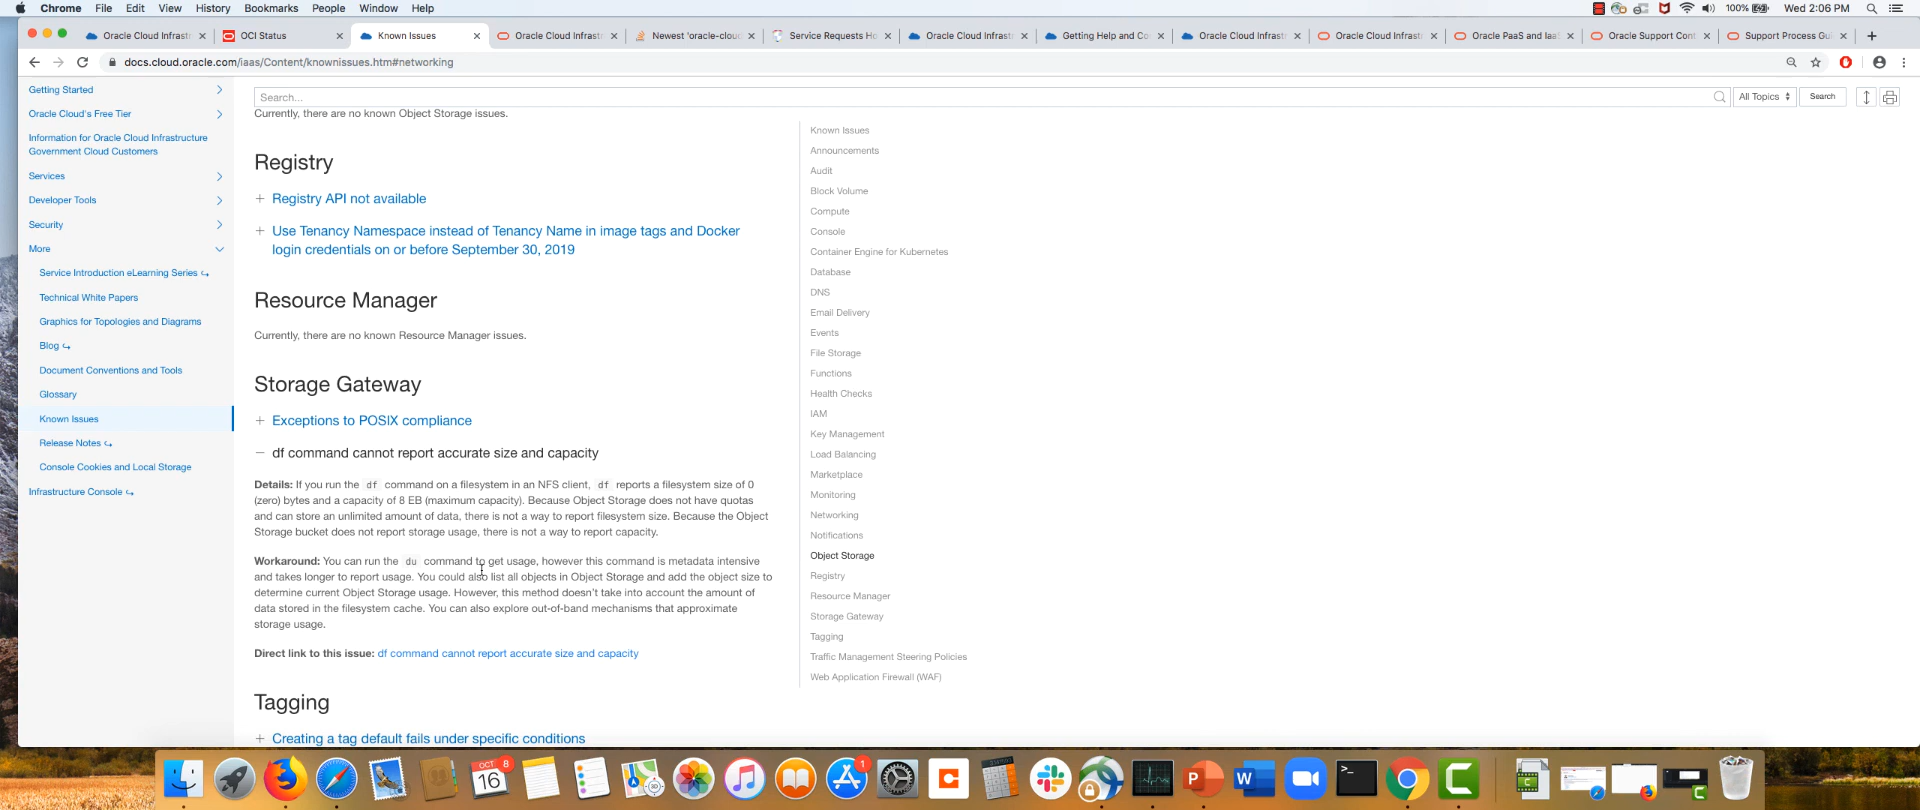 Chrome File Edit View History Bookmarks People Window Help
100% Wed 2:06 PM
Oracle Cloud Infrast
OCI Status
Known Issues
Oracle Cloud Infrast
Newest 'oracle-cloud
Service Requests Ho
Oracle Cloud Infrast
Getting Help and Co
Oracle Cloud Infrast
Oracle Cloud Infrast
Oracle PaaS and IaaS
Oracle Support Cont
Support Process Gui
docs.cloud.oracle.com/iaas/Content/knownissues.htm#networking
Getting Started
Oracle Cloud's Free Tier
Information for Oracle Cloud Infrastructure
Government Cloud Customers
Services
Developer Tools
Security
More
Service Introduction eLearning Series
Technical White Papers
Graphics for Topologies and Diagrams
Blog
Document Conventions and Tools
Glossary
Known Issues
Release Notes
Console Cookies and Local Storage
Infrastructure Console
Search...
All Topics
Search
Currently, there are no known Object Storage issues.
Registry
+ Registry API not available
+ Use Tenancy Namespace instead of Tenancy Name in image tags and Docker
login credentials on or before September 30, 2019
Resource Manager
Currently, there are no known Resource Manager issues.
Storage Gateway
+ Exceptions to POSIX compliance
− df command cannot report accurate size and capacity
Details: If you run the df command on a filesystem in an NFS client, df reports a filesystem size of 0
(zero) bytes and a capacity of 8 EB (maximum capacity). Because Object Storage does not have quotas
and can store an unlimited amount of data, there is not a way to report filesystem size. Because the Object
Storage bucket does not report storage usage, there is not a way to report capacity.
Workaround: You can run the du command to get usage, however this command is metadata intensive
and takes longer to report usage. You could also list all objects in Object Storage and add the object size to
determine current Object Storage usage. However, this method doesn't take into account the amount of
data stored in the filesystem cache. You can also explore out-of-band mechanisms that approximate
storage usage.
Direct link to this issue: df command cannot report accurate size and capacity
Tagging
+ Creating a tag default fails under specific conditions
Known Issues
Announcements
Audit
Block Volume
Compute
Console
Container Engine for Kubernetes
Database
DNS
Email Delivery
Events
File Storage
Functions
Health Checks
IAM
Key Management
Load Balancing
Marketplace
Monitoring
Networking
Notifications
Object Storage
Registry
Resource Manager
Storage Gateway
Tagging
Traffic Management Steering Policies
Web Application Firewall (WAF)
OCT
16
8
1